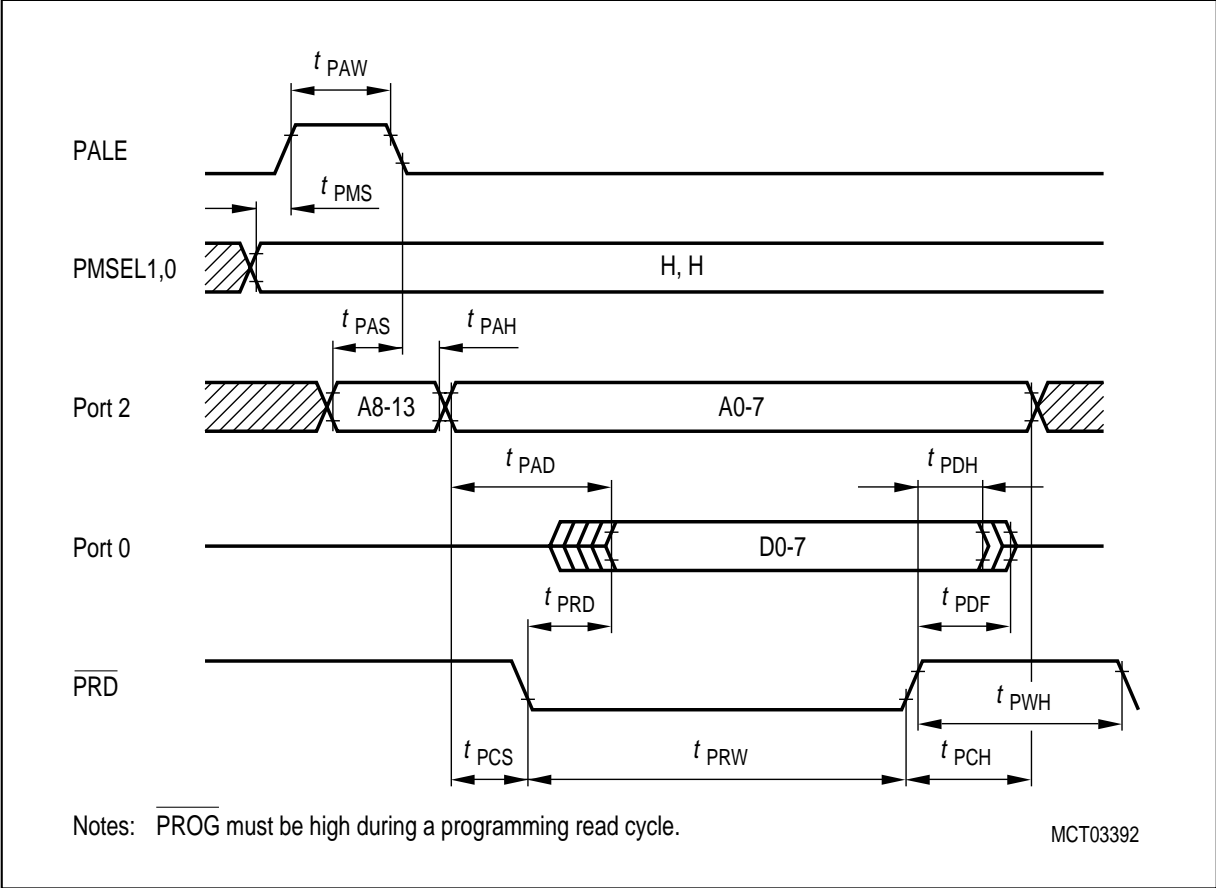 t PAW
PALE
t PMS
PMSEL1,0
H, H
t PAS
t PAH
Port 2
A8-13
A0-7
t PAD
t PDH
Port 0
D0-7
t PRD
t PDF
PRD
t PWH
t PCS
t PRW
t PCH
Notes: PROG must be high during a programming read cycle.
MCT03392